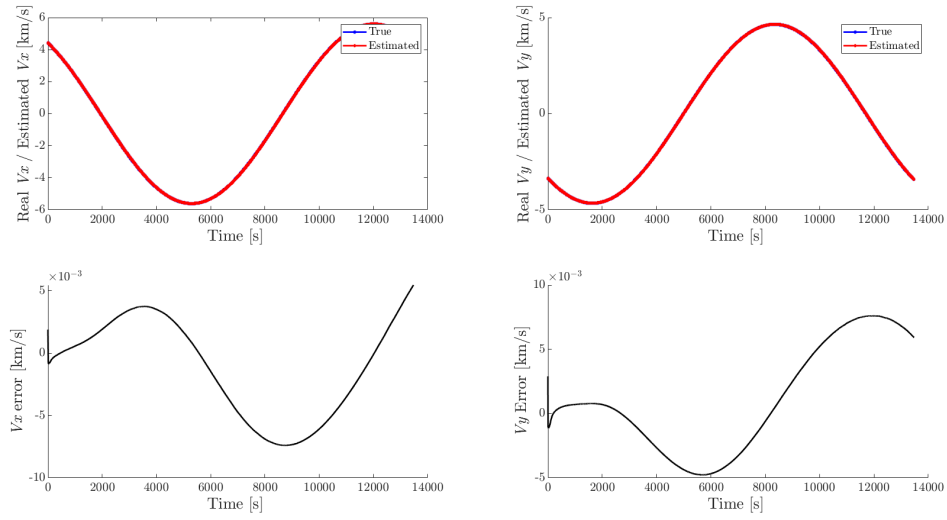 Real / Estimated Vx [km/s]
6
4
2
0
-2
-4
-6
0 2000 4000 6000 8000 10000 12000 14000
Time [s]
True
Estimated
Real Vy / Estimated Vy [km/s]
5
0
-5
0 2000 4000 6000 8000 10000 12000 14000
Time [s]
True
Estimated
×10⁻³
Vx error [km/s]
5
0
-5
-10
0 2000 4000 6000 8000 10000 12000 14000
Time [s]
×10⁻³
Vy Error [km/s]
10
5
0
-5
0 2000 4000 6000 8000 10000 12000 14000
Time [s]